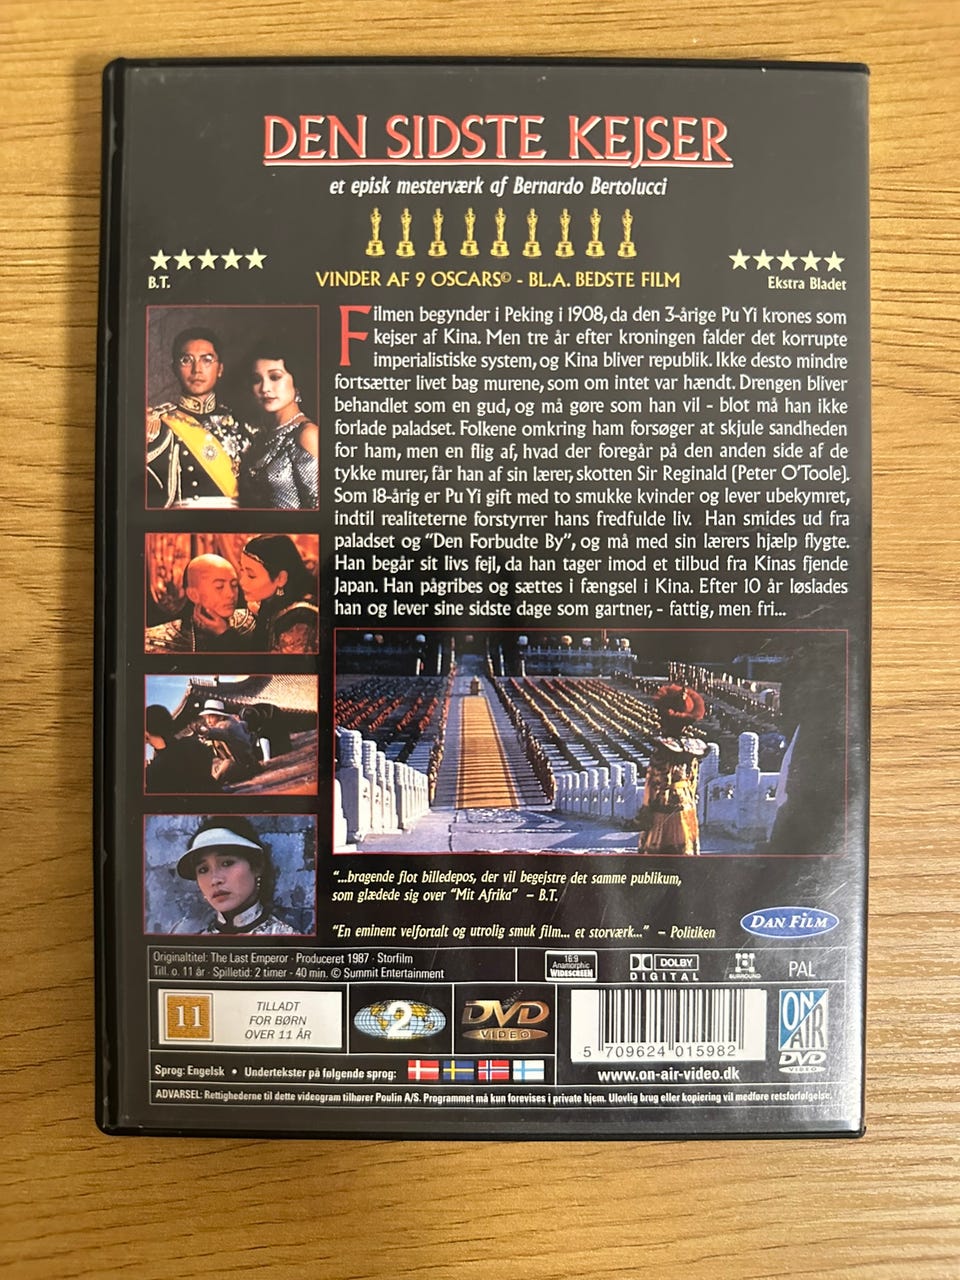 DEN SIDSTE KEJSER
et episk mesterværk af Bernardo Bertolucci
B.T.
VINDER AF 9 OSCARS© - BL.A. BEDSTE FILM
Ekstra Bladet
Filmen begynder i Peking i 1908, da den 3-årige Pu Yi krones som
kejser af Kina. Men tre år efter kroningen falder det korrupte
imperialistiske system, og Kina bliver republik. Ikke desto mindre
fortsætter livet bag murene, som om intet var hændt. Drengen bliver
behandlet som en gud, og må gøre som han vil - blot må han ikke
forlade paladset. Folkene omkring ham forsøger at skjule sandheden
for ham, men en flig af, hvad der foregår på den anden side af de
tykke murer, får han af sin lærer, skotten Sir Reginald (Peter O'Toole).
Som 18-årig er Pu Yi gift med to smukke kvinder og lever ubekymret,
indtil realiteterne forstyrrer hans fredfulde liv. Han smides ud fra
paladset og "Den Forbudte By", og må med sin lærers hjælp flygte.
Han begår sit livs fejl, da han tager imod et tilbud fra Kinas fjende
Japan. Han pågribes og sættes i fængsel i Kina. Efter 10 år løslades
han og lever sine sidste dage som gartner, - fattig, men fri...
"...bragende flot billedepos, der vil begejstre det samme publikum,
som glædede sig over "Mit Afrika" – B.T.
"En eminent velfortalt og utrolig smuk film... et storværk..." – Politiken
DAN FILM
Originaltitel: The Last Emperor · Produceret 1987 · Storfilm
Till. o. 11 år · Spilletid: 2 timer - 40 min. © Summit Entertainment
16:9
Anamorphic
WIDESCREEN
DOLBY
DIGITAL
SURROUND
PAL
11
TILLADT
FOR BØRN
OVER 11 ÅR
2
DVD
VIDEO
5 709624 015982
ON
AIR
DVD
VIDEO
Sprog: Engelsk • Undertekster på følgende sprog:
www.on-air-video.dk
ADVARSEL: Rettighederne til dette videogram tilhører Poulin A/S. Programmet må kun forevises i private hjem. Ulovlig brug eller kopiering vil medføre retsforfølgelse.